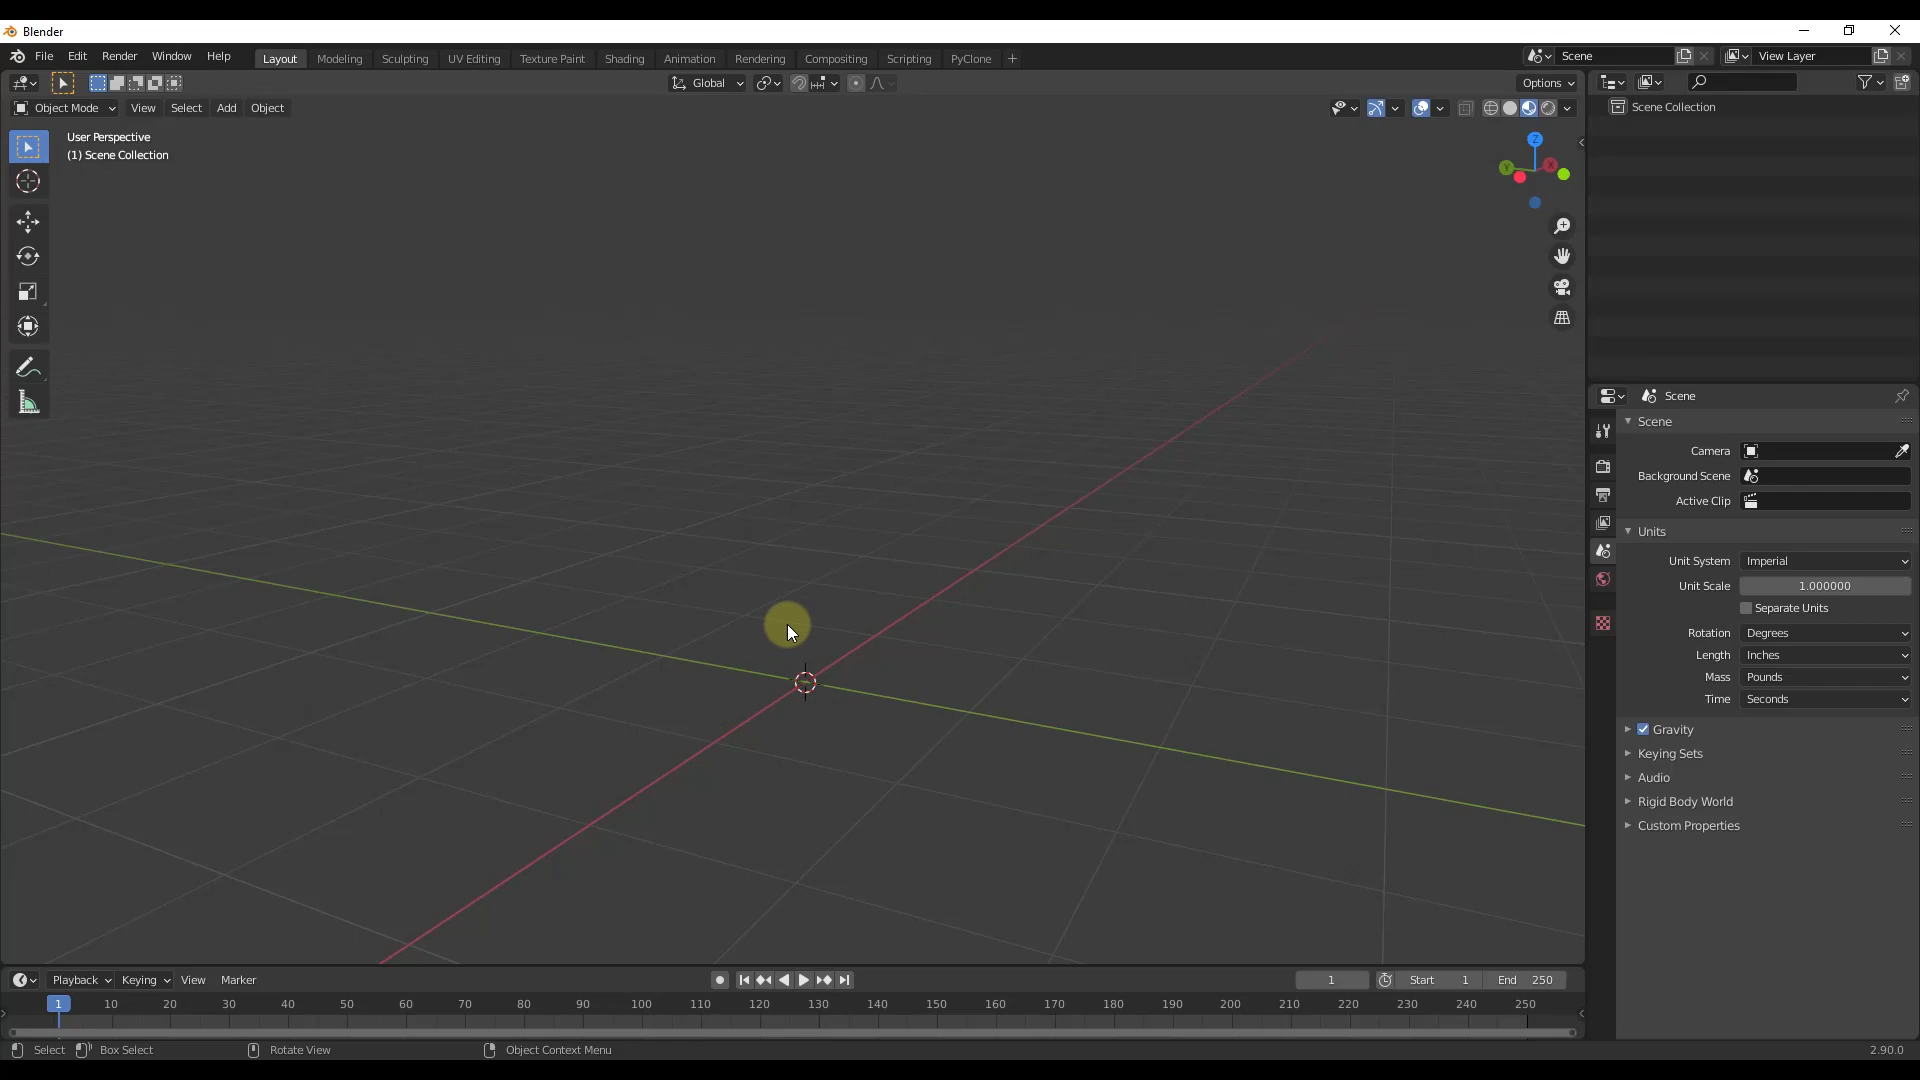 Blender
File Edit Render Window Help Layout Modeling Sculpting UV Editing Texture Paint Shading Animation Rendering Compositing Scripting PyClone + Scene View Layer
Global Options
Object Mode View Select Add Object
User Perspective
(1) Scene Collection
Z
Y X
Scene Collection
Scene
Scene
Camera
Background Scene
Active Clip
Units
Unit System Imperial
Unit Scale 1.000000
Separate Units
Rotation Degrees
Length Inches
Mass Pounds
Time Seconds
Gravity
Keying Sets
Audio
Rigid Body World
Custom Properties
Playback Keying View Marker 1 Start 1 End 250
1 10 20 30 40 50 60 70 80 90 100 110 120 130 140 150 160 170 180 190 200 210 220 230 240 250
Select Box Select Rotate View Object Context Menu 2.90.0